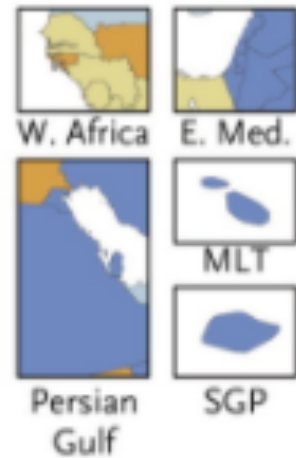 W. Africa
E. Med.
MLT
Persian
Gulf
SGP